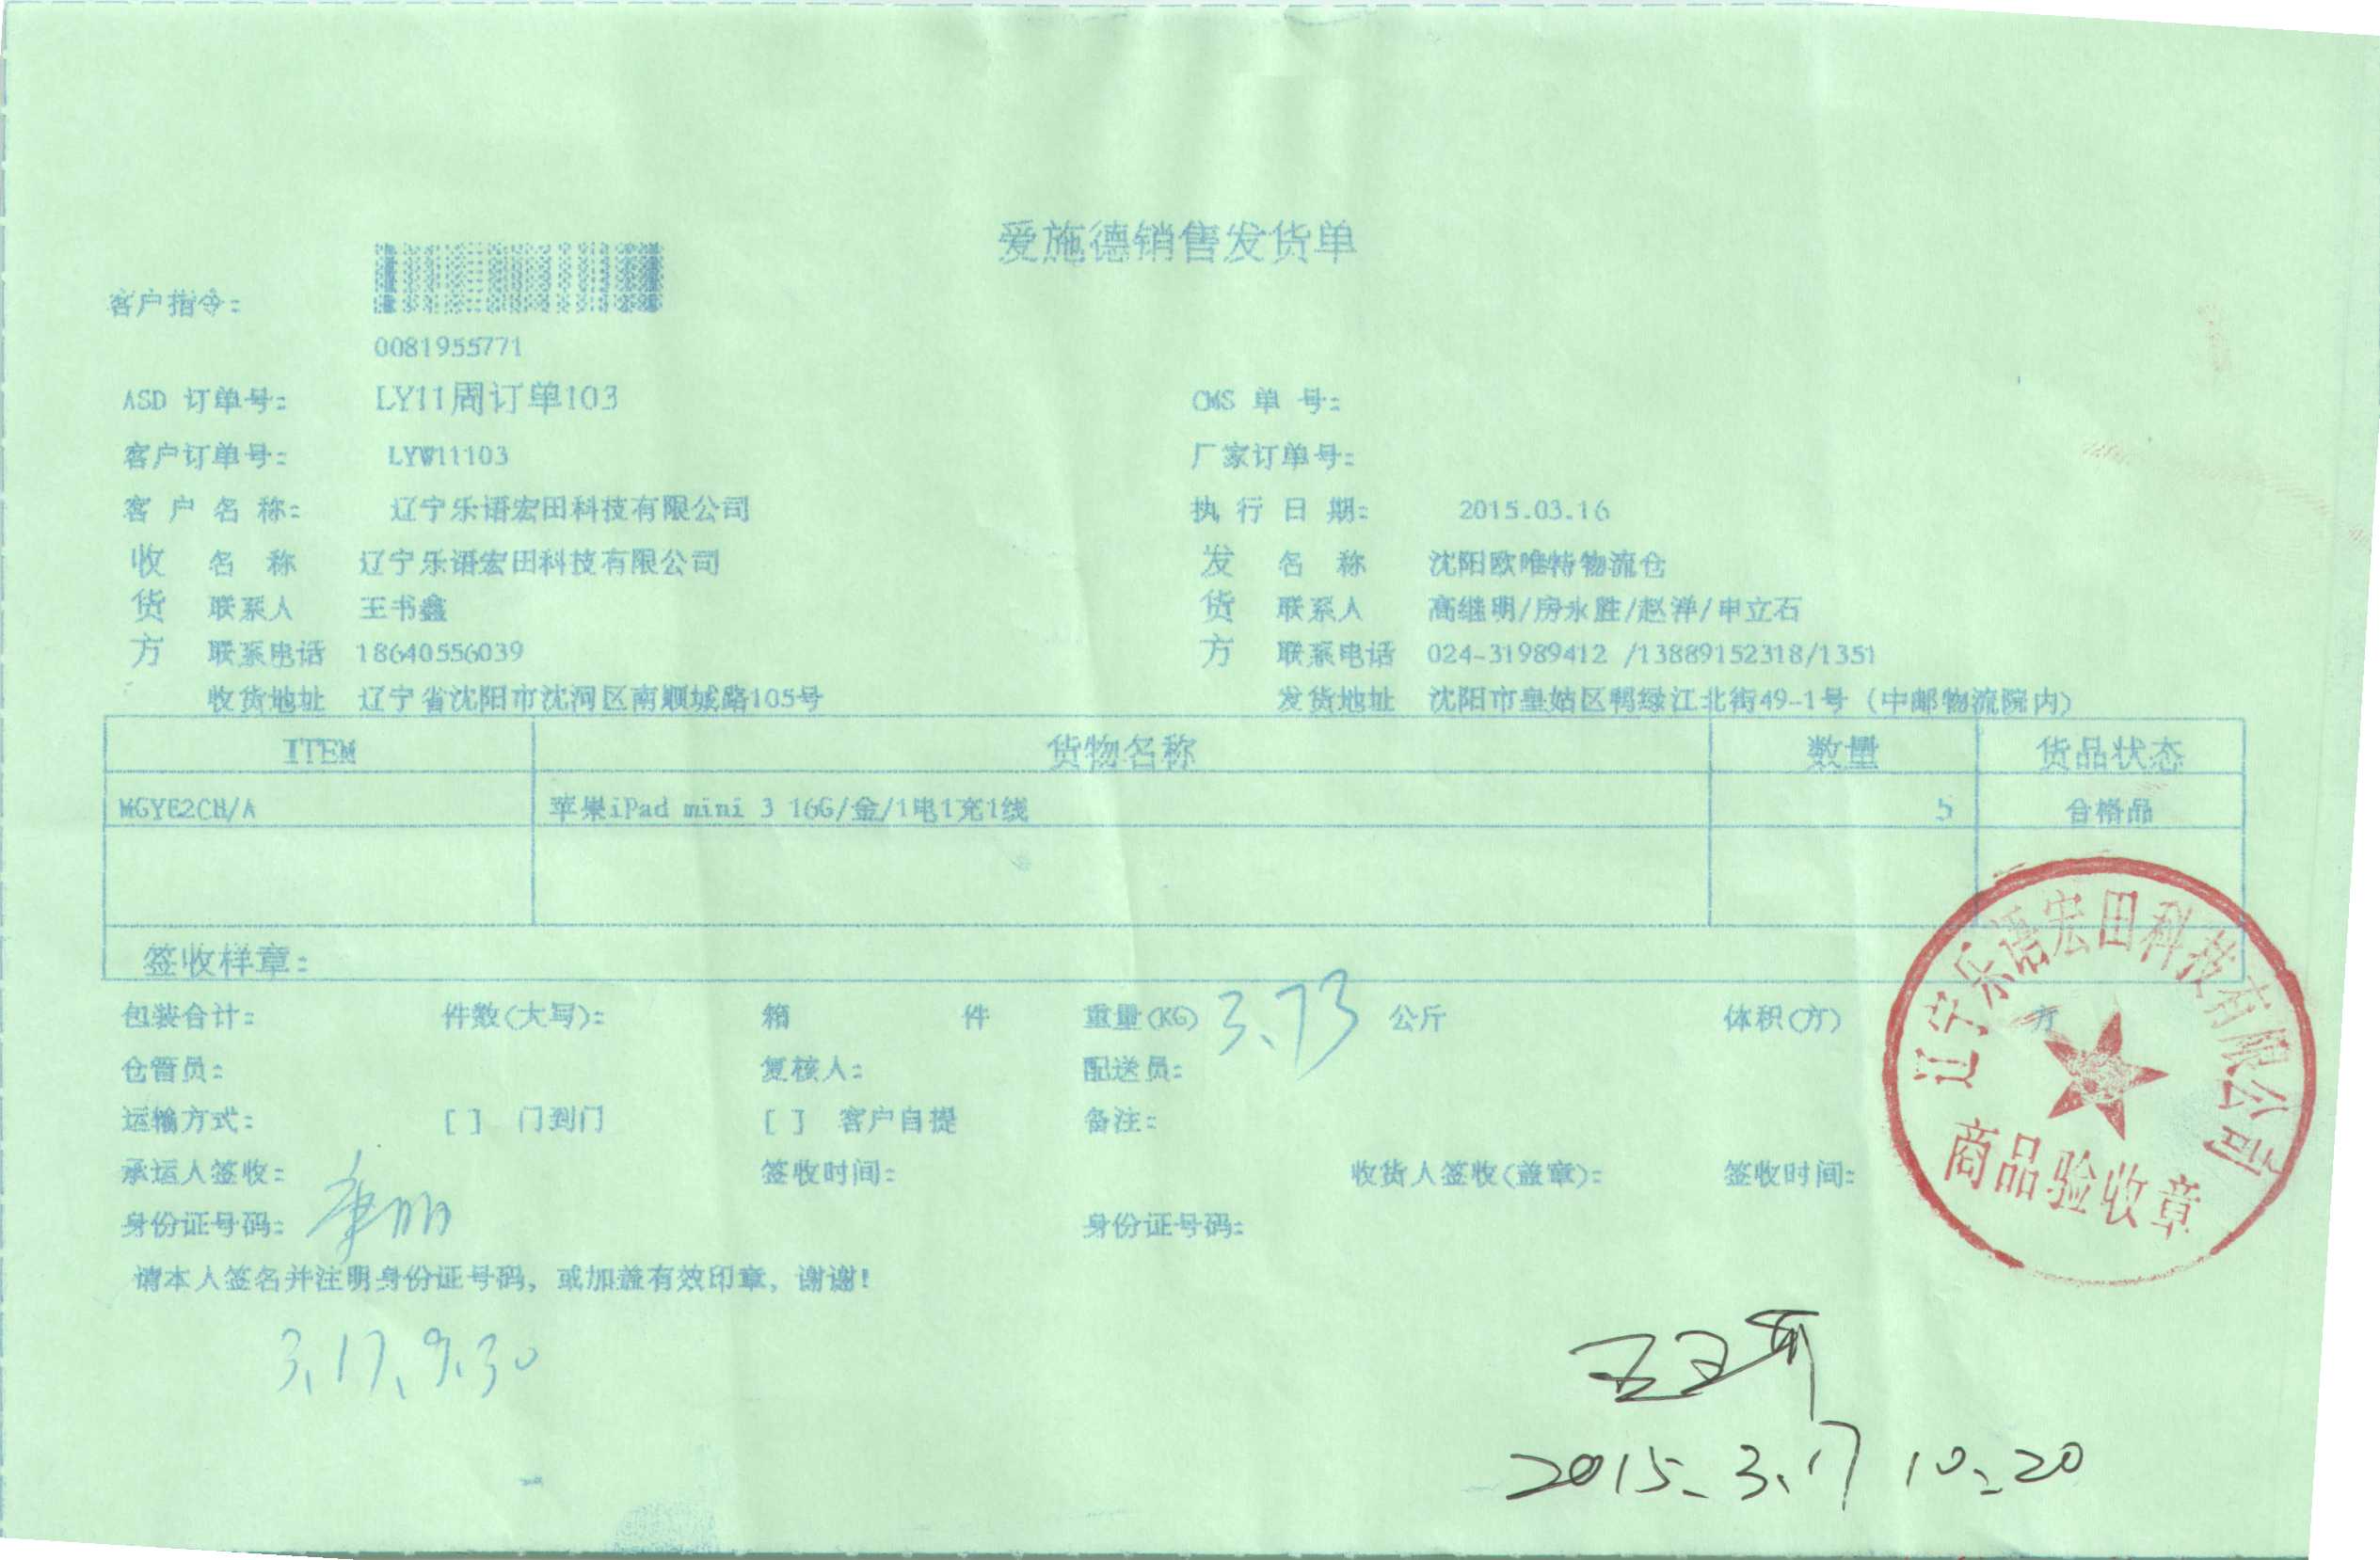 爱施德销售发货单
客户指令:
0081955771
ASD 订单号: LY11周订单103 CMS 单 号:
客户订单号: LYW11103 厂家订单号:
客 户 名 称: 辽宁乐语宏田科技有限公司 执 行 日 期: 2015.03.16
收 名 称 辽宁乐语宏田科技有限公司 发 名 称 沈阳欧唯特物流仓
货 联系人 王书鑫 货 联系人 高继明/房永胜/赵洋/申立石
方 联系电话 18640556039 方 联系电话 024-31989412 /13889152318/1351
收货地址 辽宁省沈阳市沈河区南顺城路105号 发货地址 沈阳市皇姑区鸭绿江北街49-1号 (中邮物流院内)
ITEM 货物名称 数量 货品状态
MGYE2CH/A 苹果iPad mini 3 16G/金/1电1充1线 5 合格品
签收样章:
包装合计: 件数(大写): 箱 件 重量(KG) 3.73 公斤 体积(方) 方
仓管员: 复核人: 配送员:
运输方式: [ ] 门到门 [ ] 客户自提 备注:
承运人签收: 签收时间: 收货人签收(盖章): 签收时间:
身份证号码: 身份证号码:
请本人签名并注明身份证号码, 或加盖有效印章, 谢谢!
辽宁乐语宏田科技有限公司
商品验收章
3.17.9.30
2015.3.17 10:20